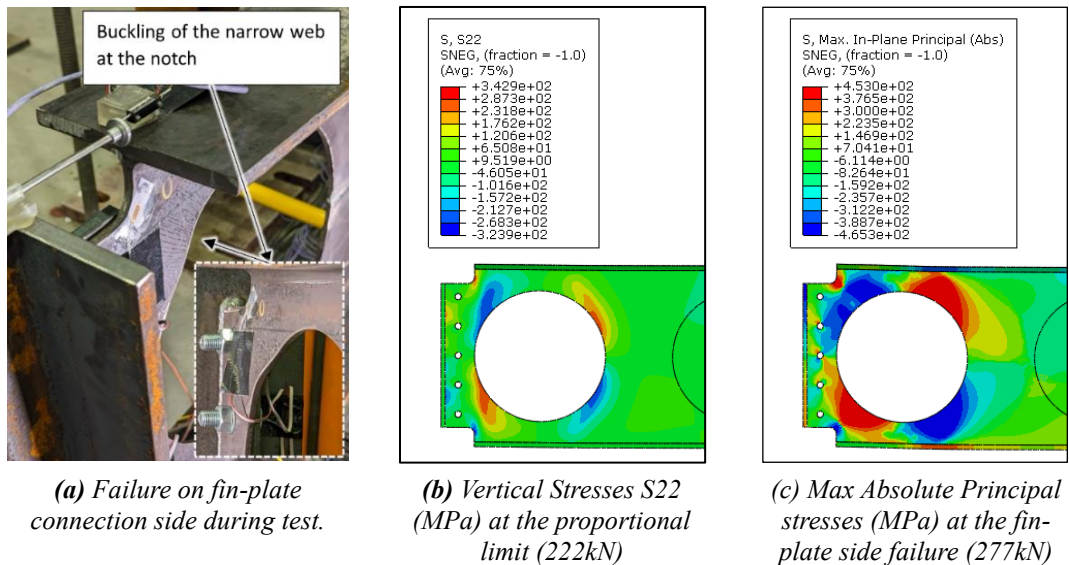 Buckling of the narrow web
at the notch
S, S22
SNEG, (fraction = -1.0)
(Avg: 75%)
+3.429e+02
+2.873e+02
+2.318e+02
+1.762e+02
+1.206e+02
+6.508e+01
+9.519e+00
-4.605e+01
-1.016e+02
-1.572e+02
-2.127e+02
-2.683e+02
-3.239e+02
S, Max. In-Plane Principal (Abs)
SNEG, (fraction = -1.0)
(Avg: 75%)
+4.530e+02
+3.765e+02
+3.000e+02
+2.235e+02
+1.469e+02
+7.041e+01
-6.114e+00
-8.264e+01
-1.592e+02
-2.357e+02
-3.122e+02
-3.887e+02
-4.653e+02
(a) Failure on fin-plate
connection side during test.
(b) Vertical Stresses S22
(MPa) at the proportional
limit (222kN)
(c) Max Absolute Principal
stresses (MPa) at the fin-
plate side failure (277kN)